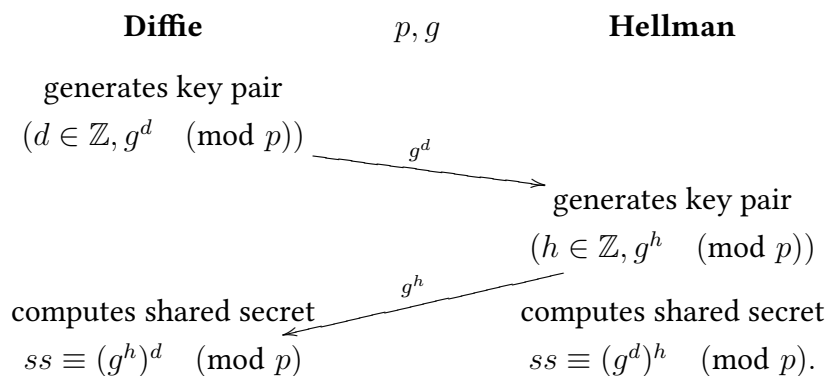 Diffie p, g Hellman
generates key pair
(d ∈ ℤ, g^d (mod p))
g^d
generates key pair
(h ∈ ℤ, g^h (mod p))
g^h
computes shared secret computes shared secret
ss ≡ (g^h)^d (mod p) ss ≡ (g^d)^h (mod p).